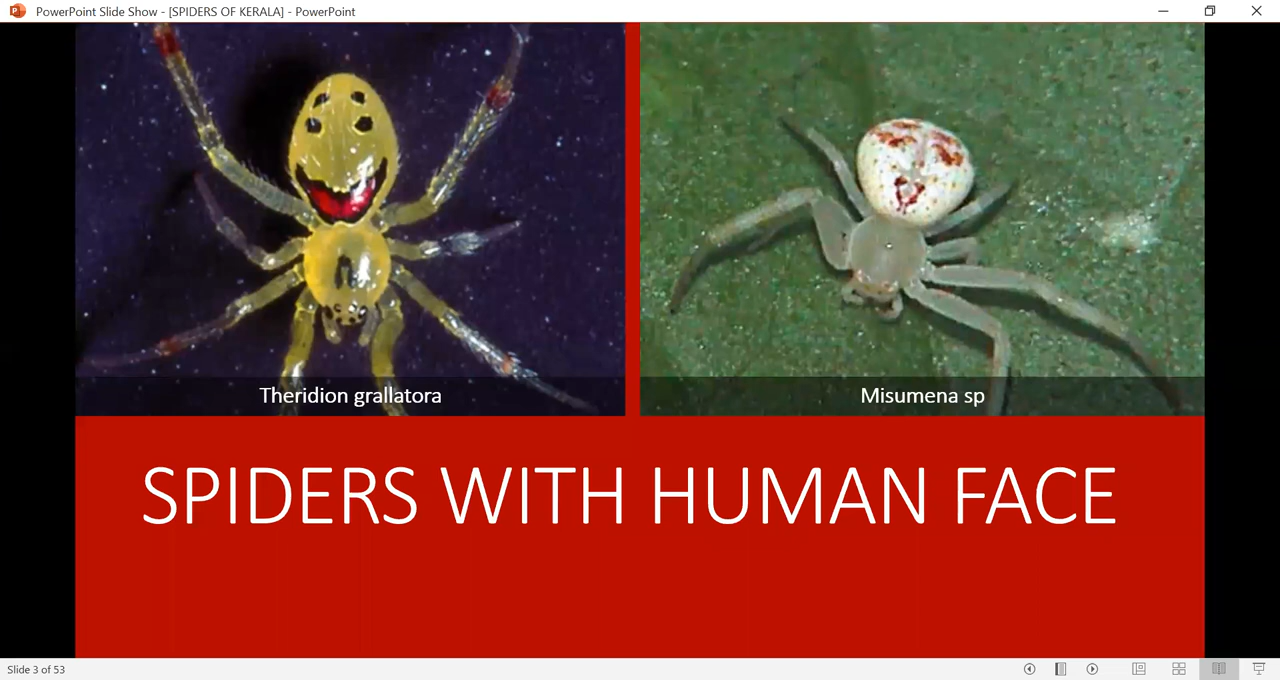 PowerPoint Slide Show - [SPIDERS OF KERALA] - PowerPoint
Theridion grallatora
Misumena sp
SPIDERS WITH HUMAN FACE
Slide 3 of 53